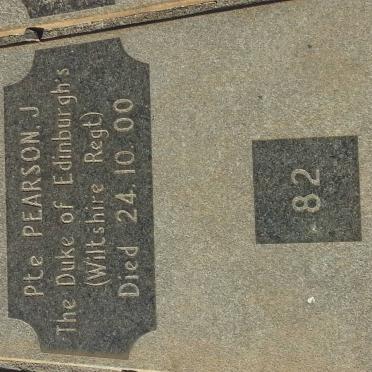 Pte PEARSON J
The Duke of Edinburgh's
(Wiltshire Regt)
Died 24. 10. 00
82